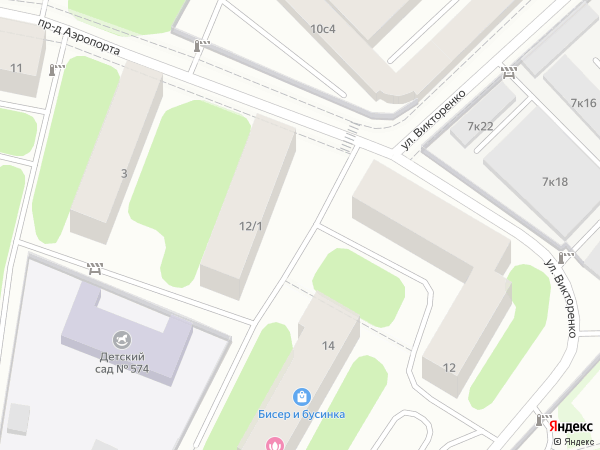 10с4
пр-д Аэропорта
11
ул. Викторенко
7к16
7к22
3
7к18
12/1
ул. Викторенко
14
Детский
сад № 574
12
Бисер и бусинка
Яндекс
© Яндекс